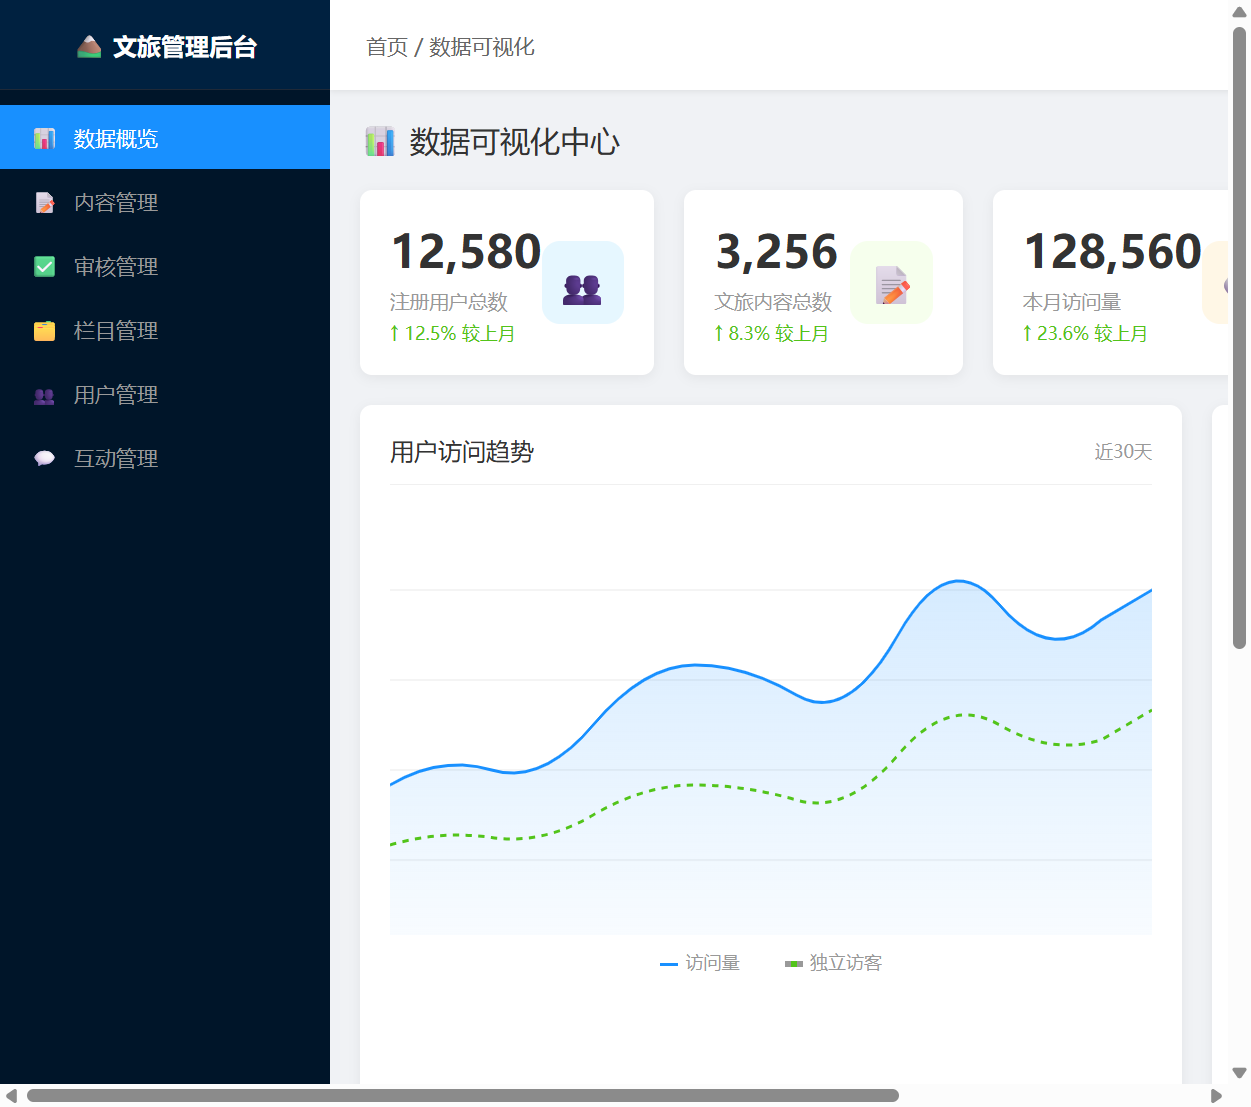 文旅管理后台
首页 / 数据可视化
数据概览
内容管理
审核管理
栏目管理
用户管理
互动管理
数据可视化中心
12,580
注册用户总数
↑ 12.5% 较上月
3,256
文旅内容总数
↑ 8.3% 较上月
128,560
本月访问量
↑ 23.6% 较上月
用户访问趋势
近30天
访问量
独立访客